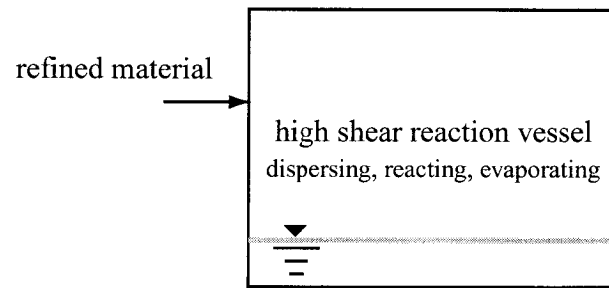 refined material
high shear reaction vessel
dispersing, reacting, evaporating